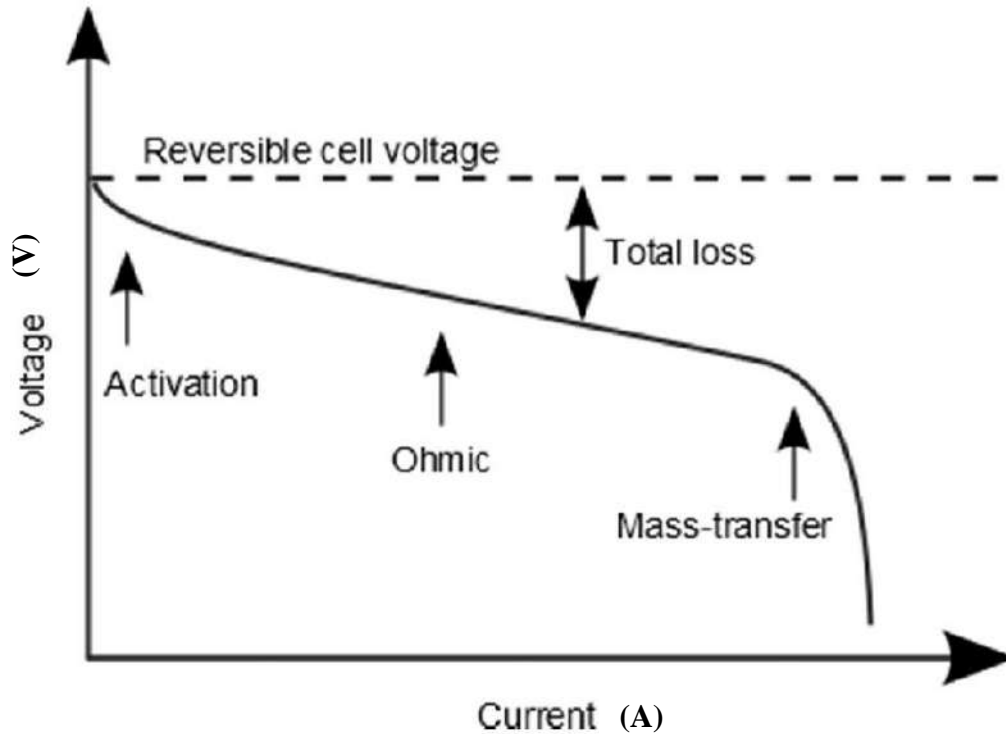 Reversible cell voltage
Total loss
Activation
Ohmic
Mass-transfer
Voltage (V)
Current (A)